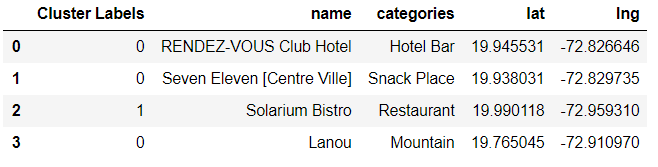 Cluster Labels name categories lat lng
0 0 RENDEZ-VOUS Club Hotel Hotel Bar 19.945531 -72.826646
1 0 Seven Eleven [Centre Ville] Snack Place 19.938031 -72.829735
2 1 Solarium Bistro Restaurant 19.990118 -72.959310
3 0 Lanou Mountain 19.765045 -72.910970